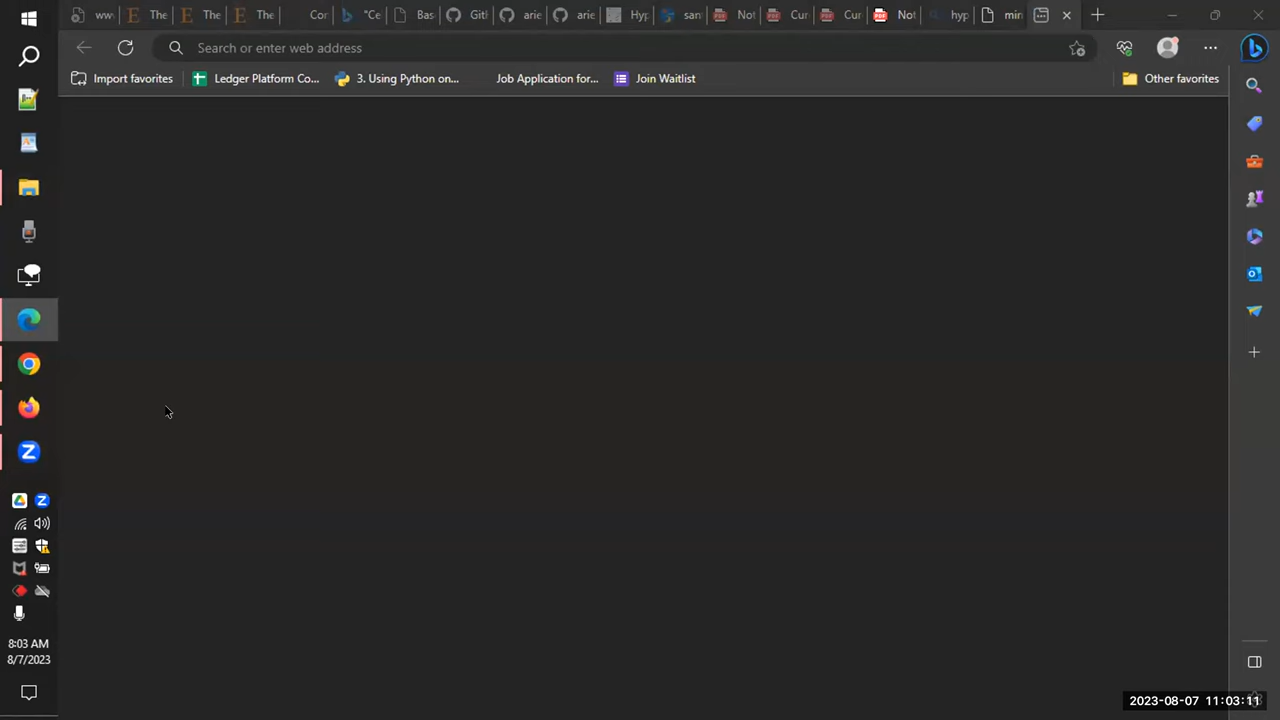 ww
The
The
The
Cor
"Ce
Bas
Gitl
arie
arie
Hyp
san
Not
Cur
Cur
Not
hyp
min
Search or enter web address
Import favorites
Ledger Platform Co...
3. Using Python on...
Job Application for...
Join Waitlist
Other favorites
8:03 AM
8/7/2023
2023-08-07 11:03:11